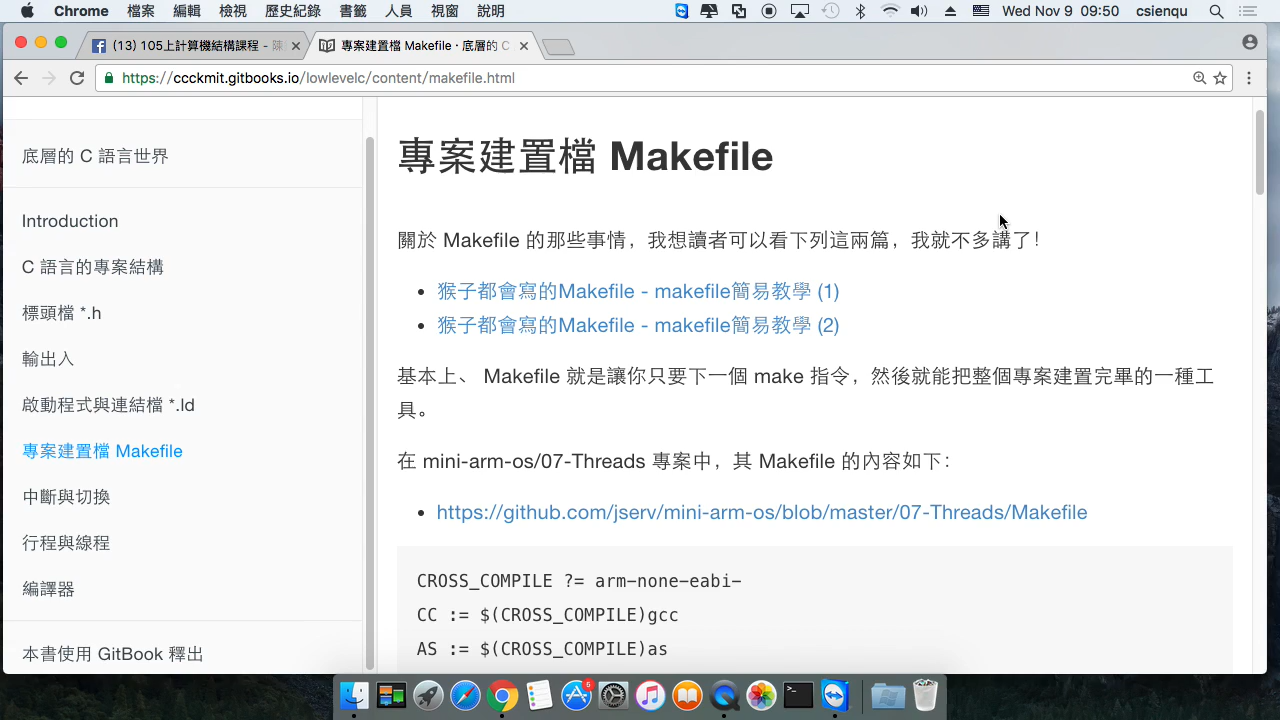 Chrome 檔案 編輯 檢視 歷史紀錄 書籤 人員 視窗 說明 Wed Nov 9 09:50 csienqu
(13) 105上計算機結構課程 - 陳
專案建置檔 Makefile · 底層的 C
https://ccckmit.gitbooks.io/lowlevelc/content/makefile.html
底層的 C 語言世界
Introduction
C 語言的專案結構
標頭檔 *.h
輸出入
啟動程式與連結檔 *.ld
專案建置檔 Makefile
中斷與切換
行程與線程
編譯器
本書使用 GitBook 釋出
專案建置檔 Makefile
關於 Makefile 的那些事情，我想讀者可以看下列這兩篇，我就不多講了！
• 猴子都會寫的Makefile - makefile簡易教學 (1)
• 猴子都會寫的Makefile - makefile簡易教學 (2)
基本上、 Makefile 就是讓你只要下一個 make 指令，然後就能把整個專案建置完畢的一種工
具。
在 mini-arm-os/07-Threads 專案中，其 Makefile 的內容如下：
• https://github.com/jserv/mini-arm-os/blob/master/07-Threads/Makefile
CROSS_COMPILE ?= arm-none-eabi-
CC := $(CROSS_COMPILE)gcc
AS := $(CROSS_COMPILE)as